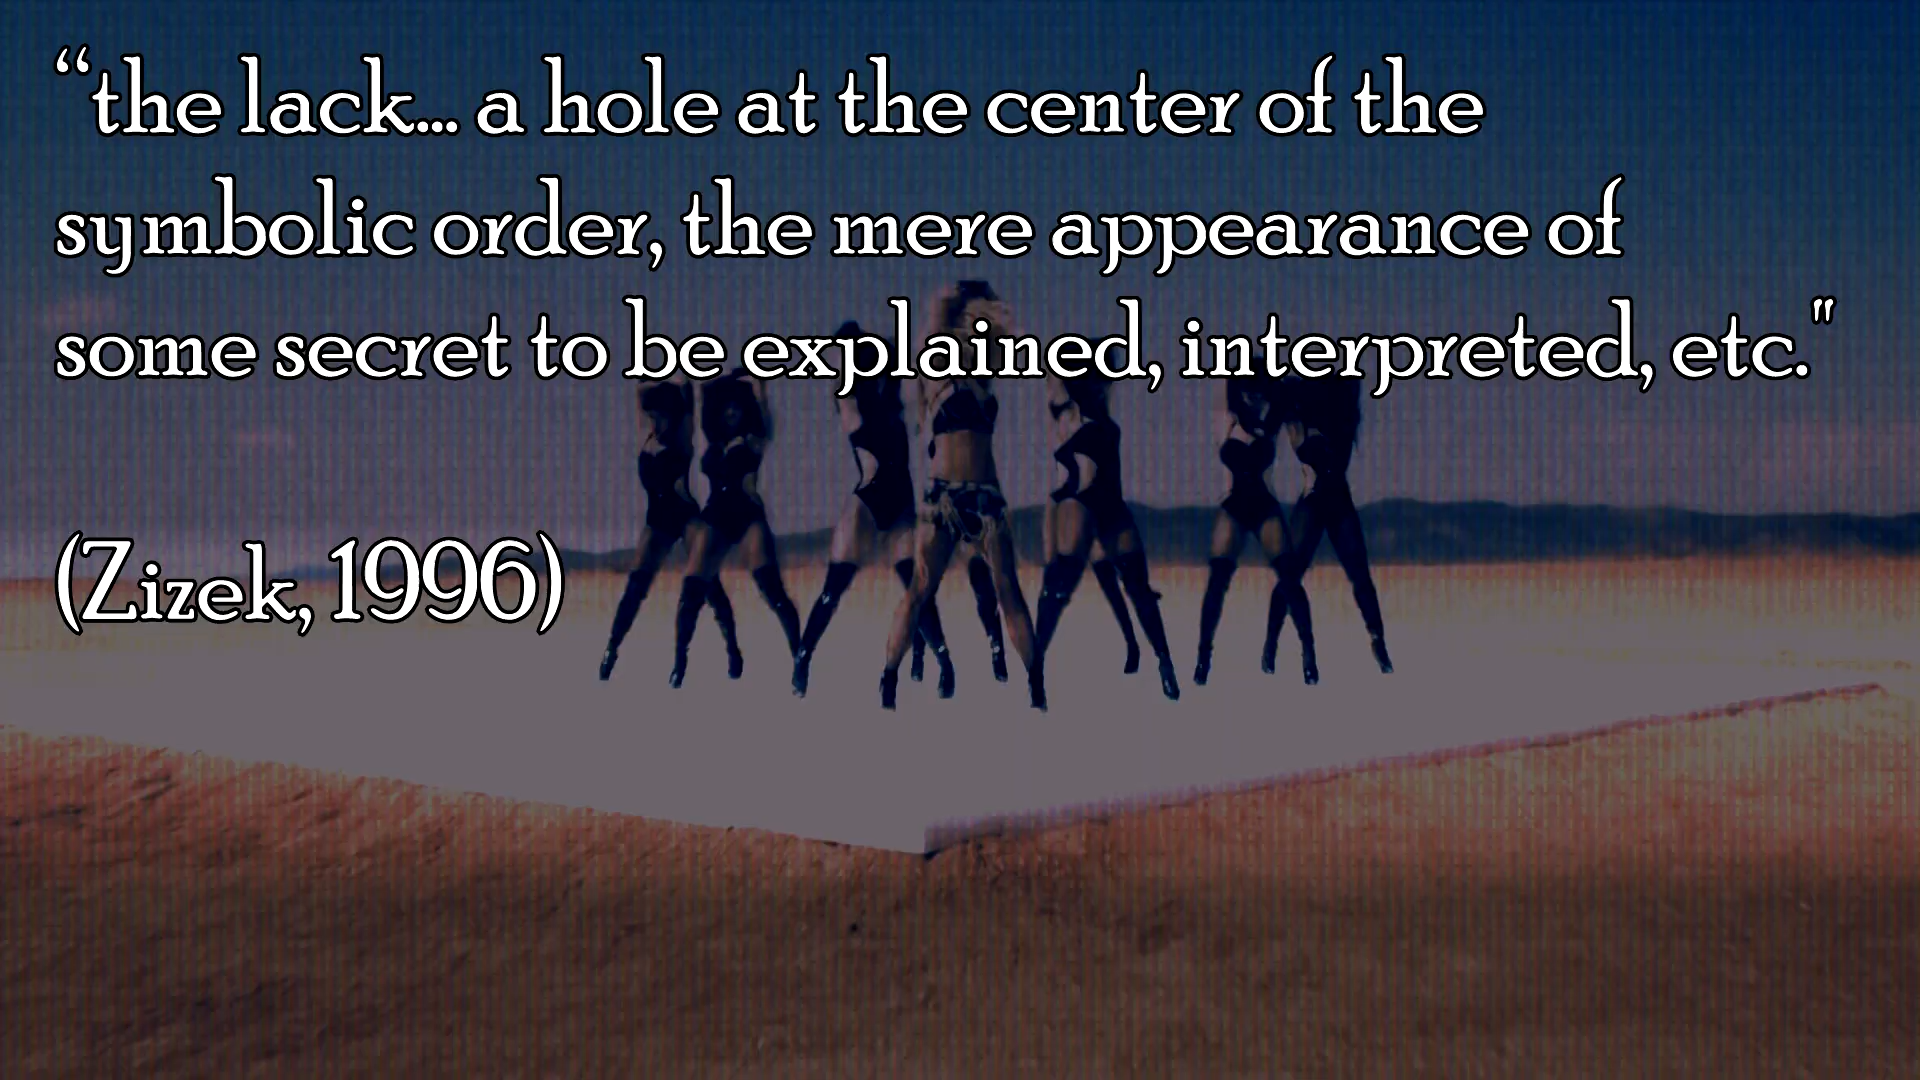 “the lack... a hole at the center of the
symbolic order, the mere appearance of
some secret to be explained, interpreted, etc."
(Zizek, 1996)